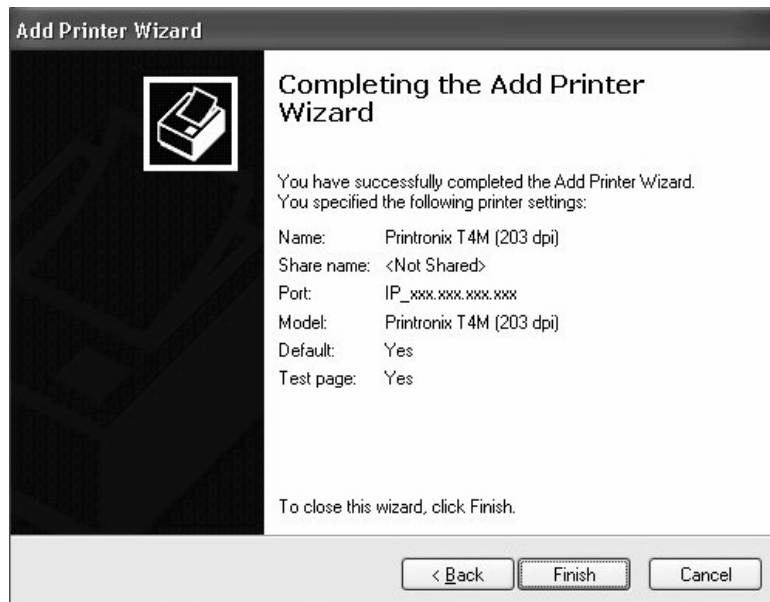 Add Printer Wizard
Completing the Add Printer
Wizard
You have successfully completed the Add Printer Wizard.
You specified the following printer settings:
Name: Printronix T4M (203 dpi)
Share name: <Not Shared>
Port: IP_xxx.xxx.xxx.xxx
Model: Printronix T4M (203 dpi)
Default: Yes
Test page: Yes
To close this wizard, click Finish.
< Back Finish Cancel